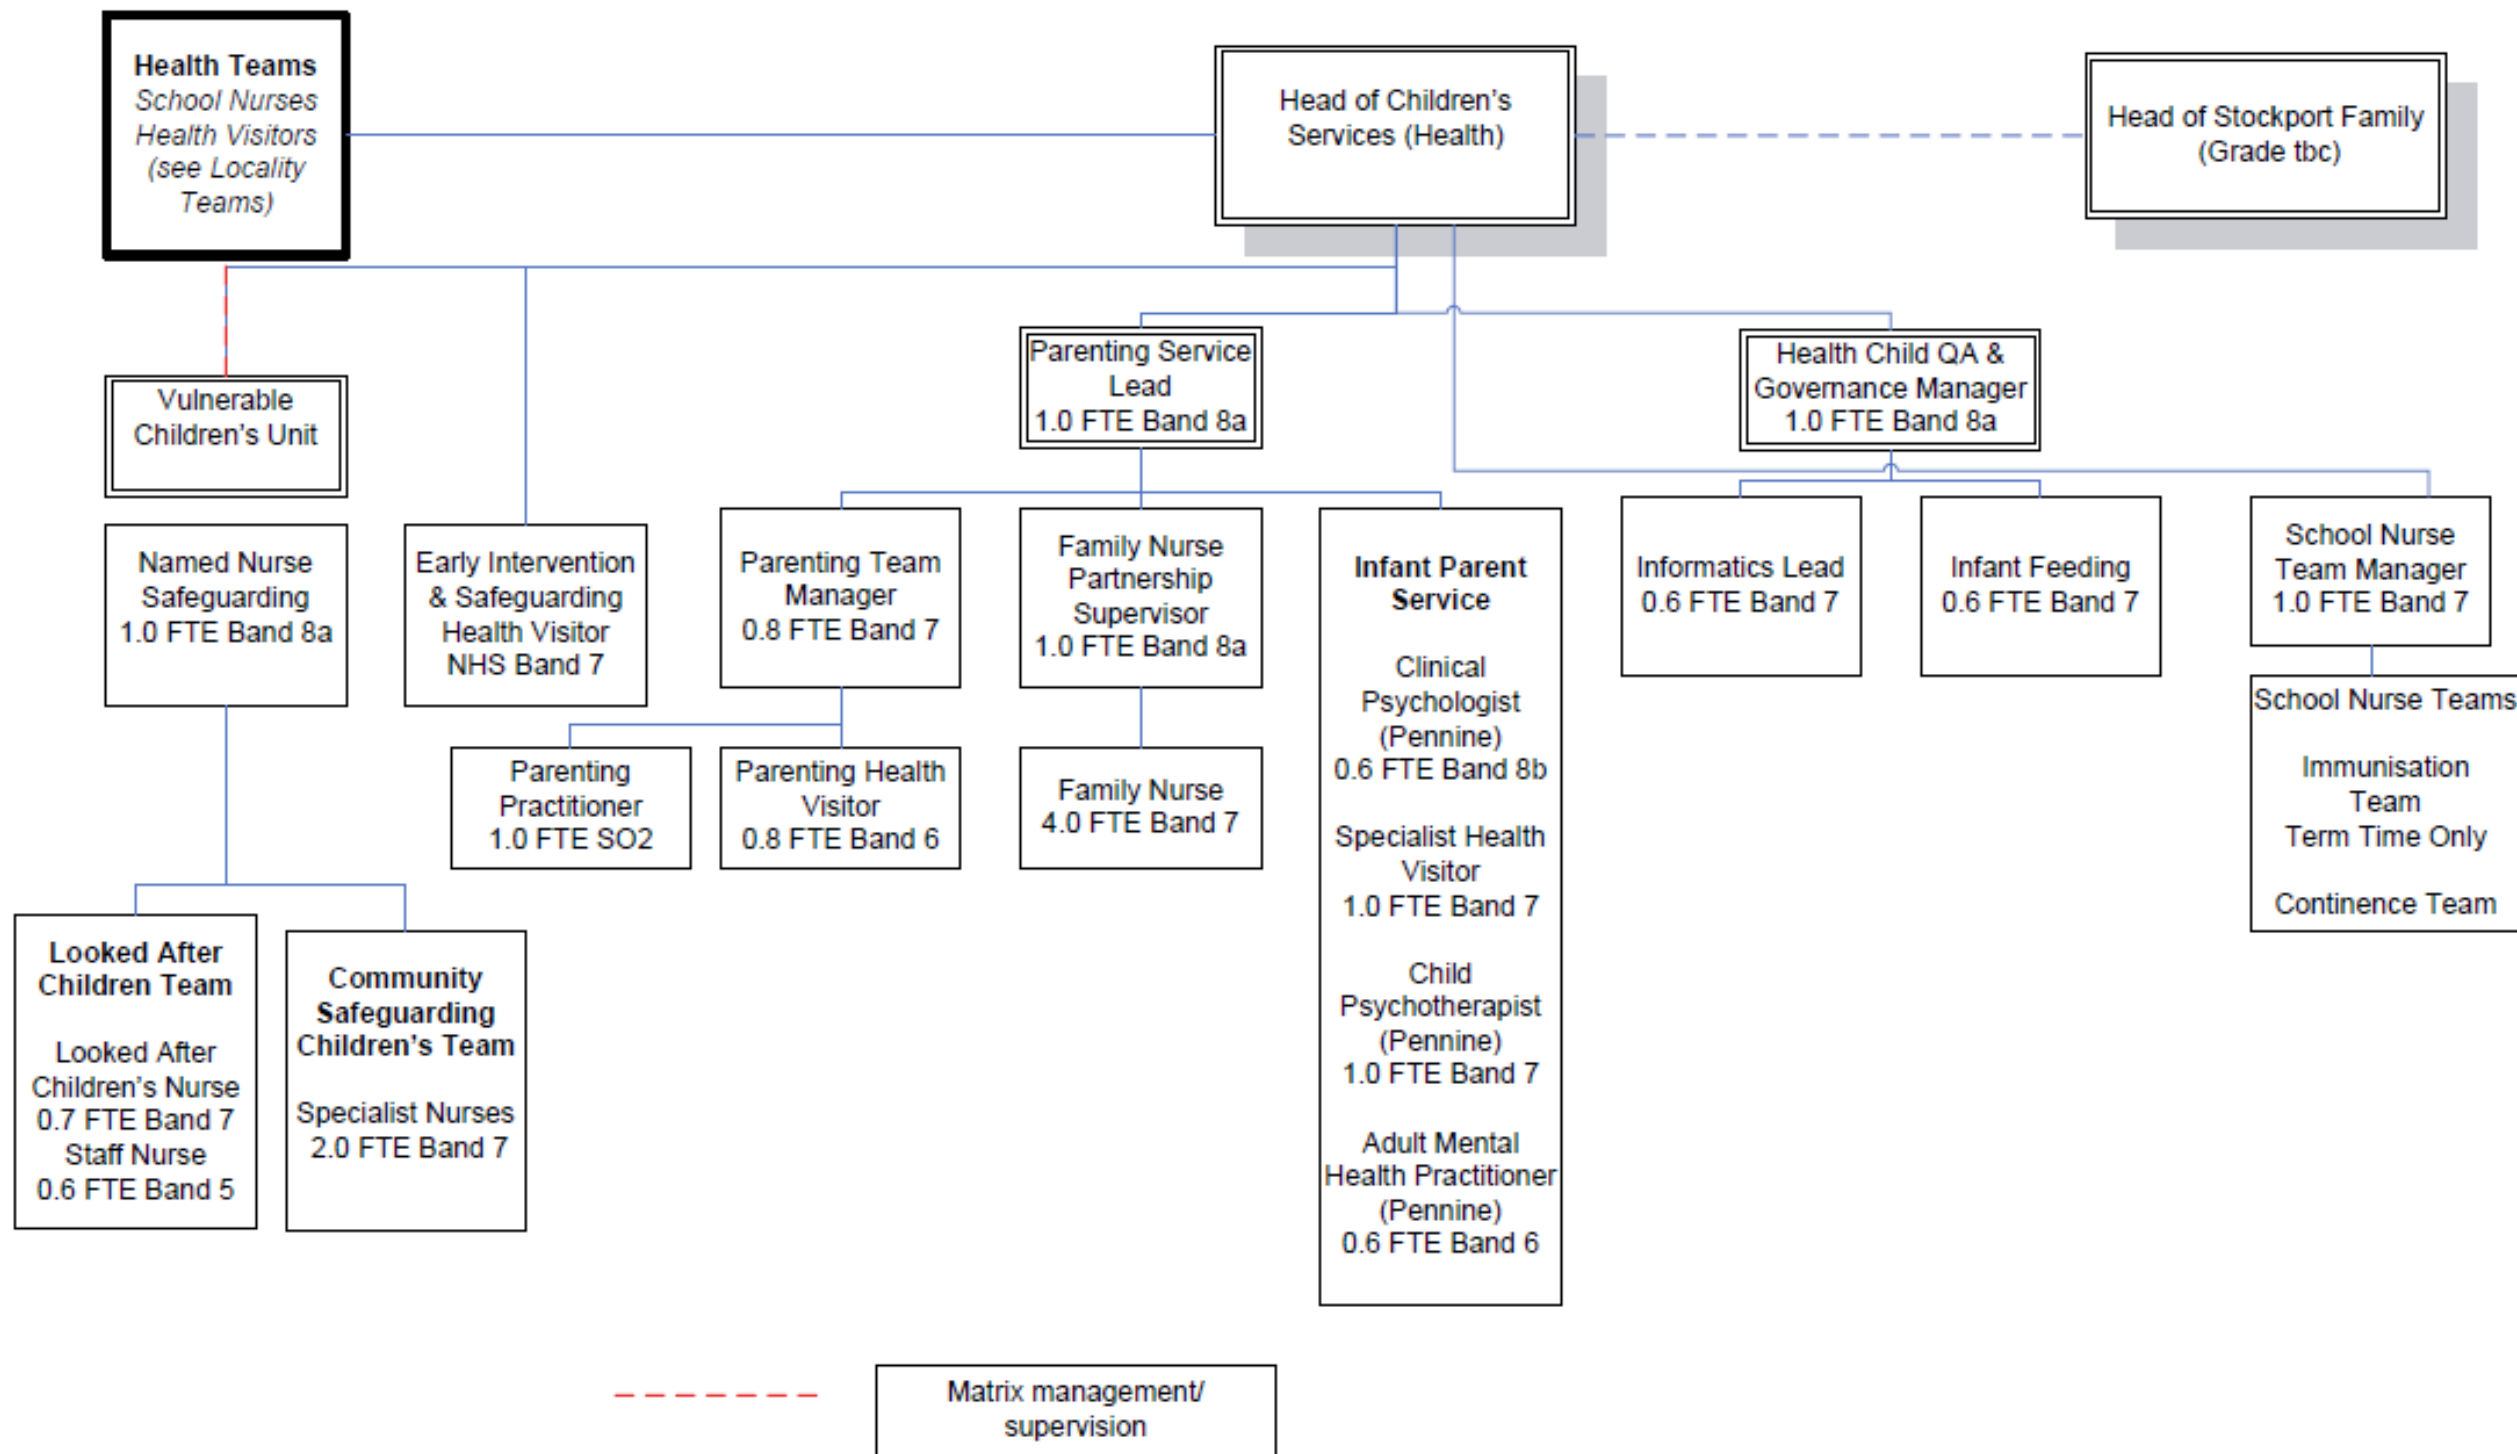 Health Teams
School Nurses
Health Visitors
(see Locality
Teams)
Head of Children’s
Services (Health)
Head of Stockport Family
(Grade tbc)
Vulnerable
Children’s Unit
Parenting Service
Lead
1.0 FTE Band 8a
Health Child QA &
Governance Manager
1.0 FTE Band 8a
Named Nurse
Safeguarding
1.0 FTE Band 8a
Early Intervention
& Safeguarding
Health Visitor
NHS Band 7
Parenting Team
Manager
0.8 FTE Band 7
Family Nurse
Partnership
Supervisor
1.0 FTE Band 8a
Infant Parent
Service
Clinical
Psychologist
(Pennine)
0.6 FTE Band 8b
Specialist Health
Visitor
1.0 FTE Band 7
Child
Psychotherapist
(Pennine)
1.0 FTE Band 7
Adult Mental
Health Practitioner
(Pennine)
0.6 FTE Band 6
Informatics Lead
0.6 FTE Band 7
Infant Feeding
0.6 FTE Band 7
School Nurse
Team Manager
1.0 FTE Band 7
School Nurse Teams
Immunisation
Team
Term Time Only
Continence Team
Parenting
Practitioner
1.0 FTE SO2
Parenting Health
Visitor
0.8 FTE Band 6
Family Nurse
4.0 FTE Band 7
Looked After
Children Team
Looked After
Children’s Nurse
0.7 FTE Band 7
Staff Nurse
0.6 FTE Band 5
Community
Safeguarding
Children’s Team
Specialist Nurses
2.0 FTE Band 7
Matrix management/
supervision